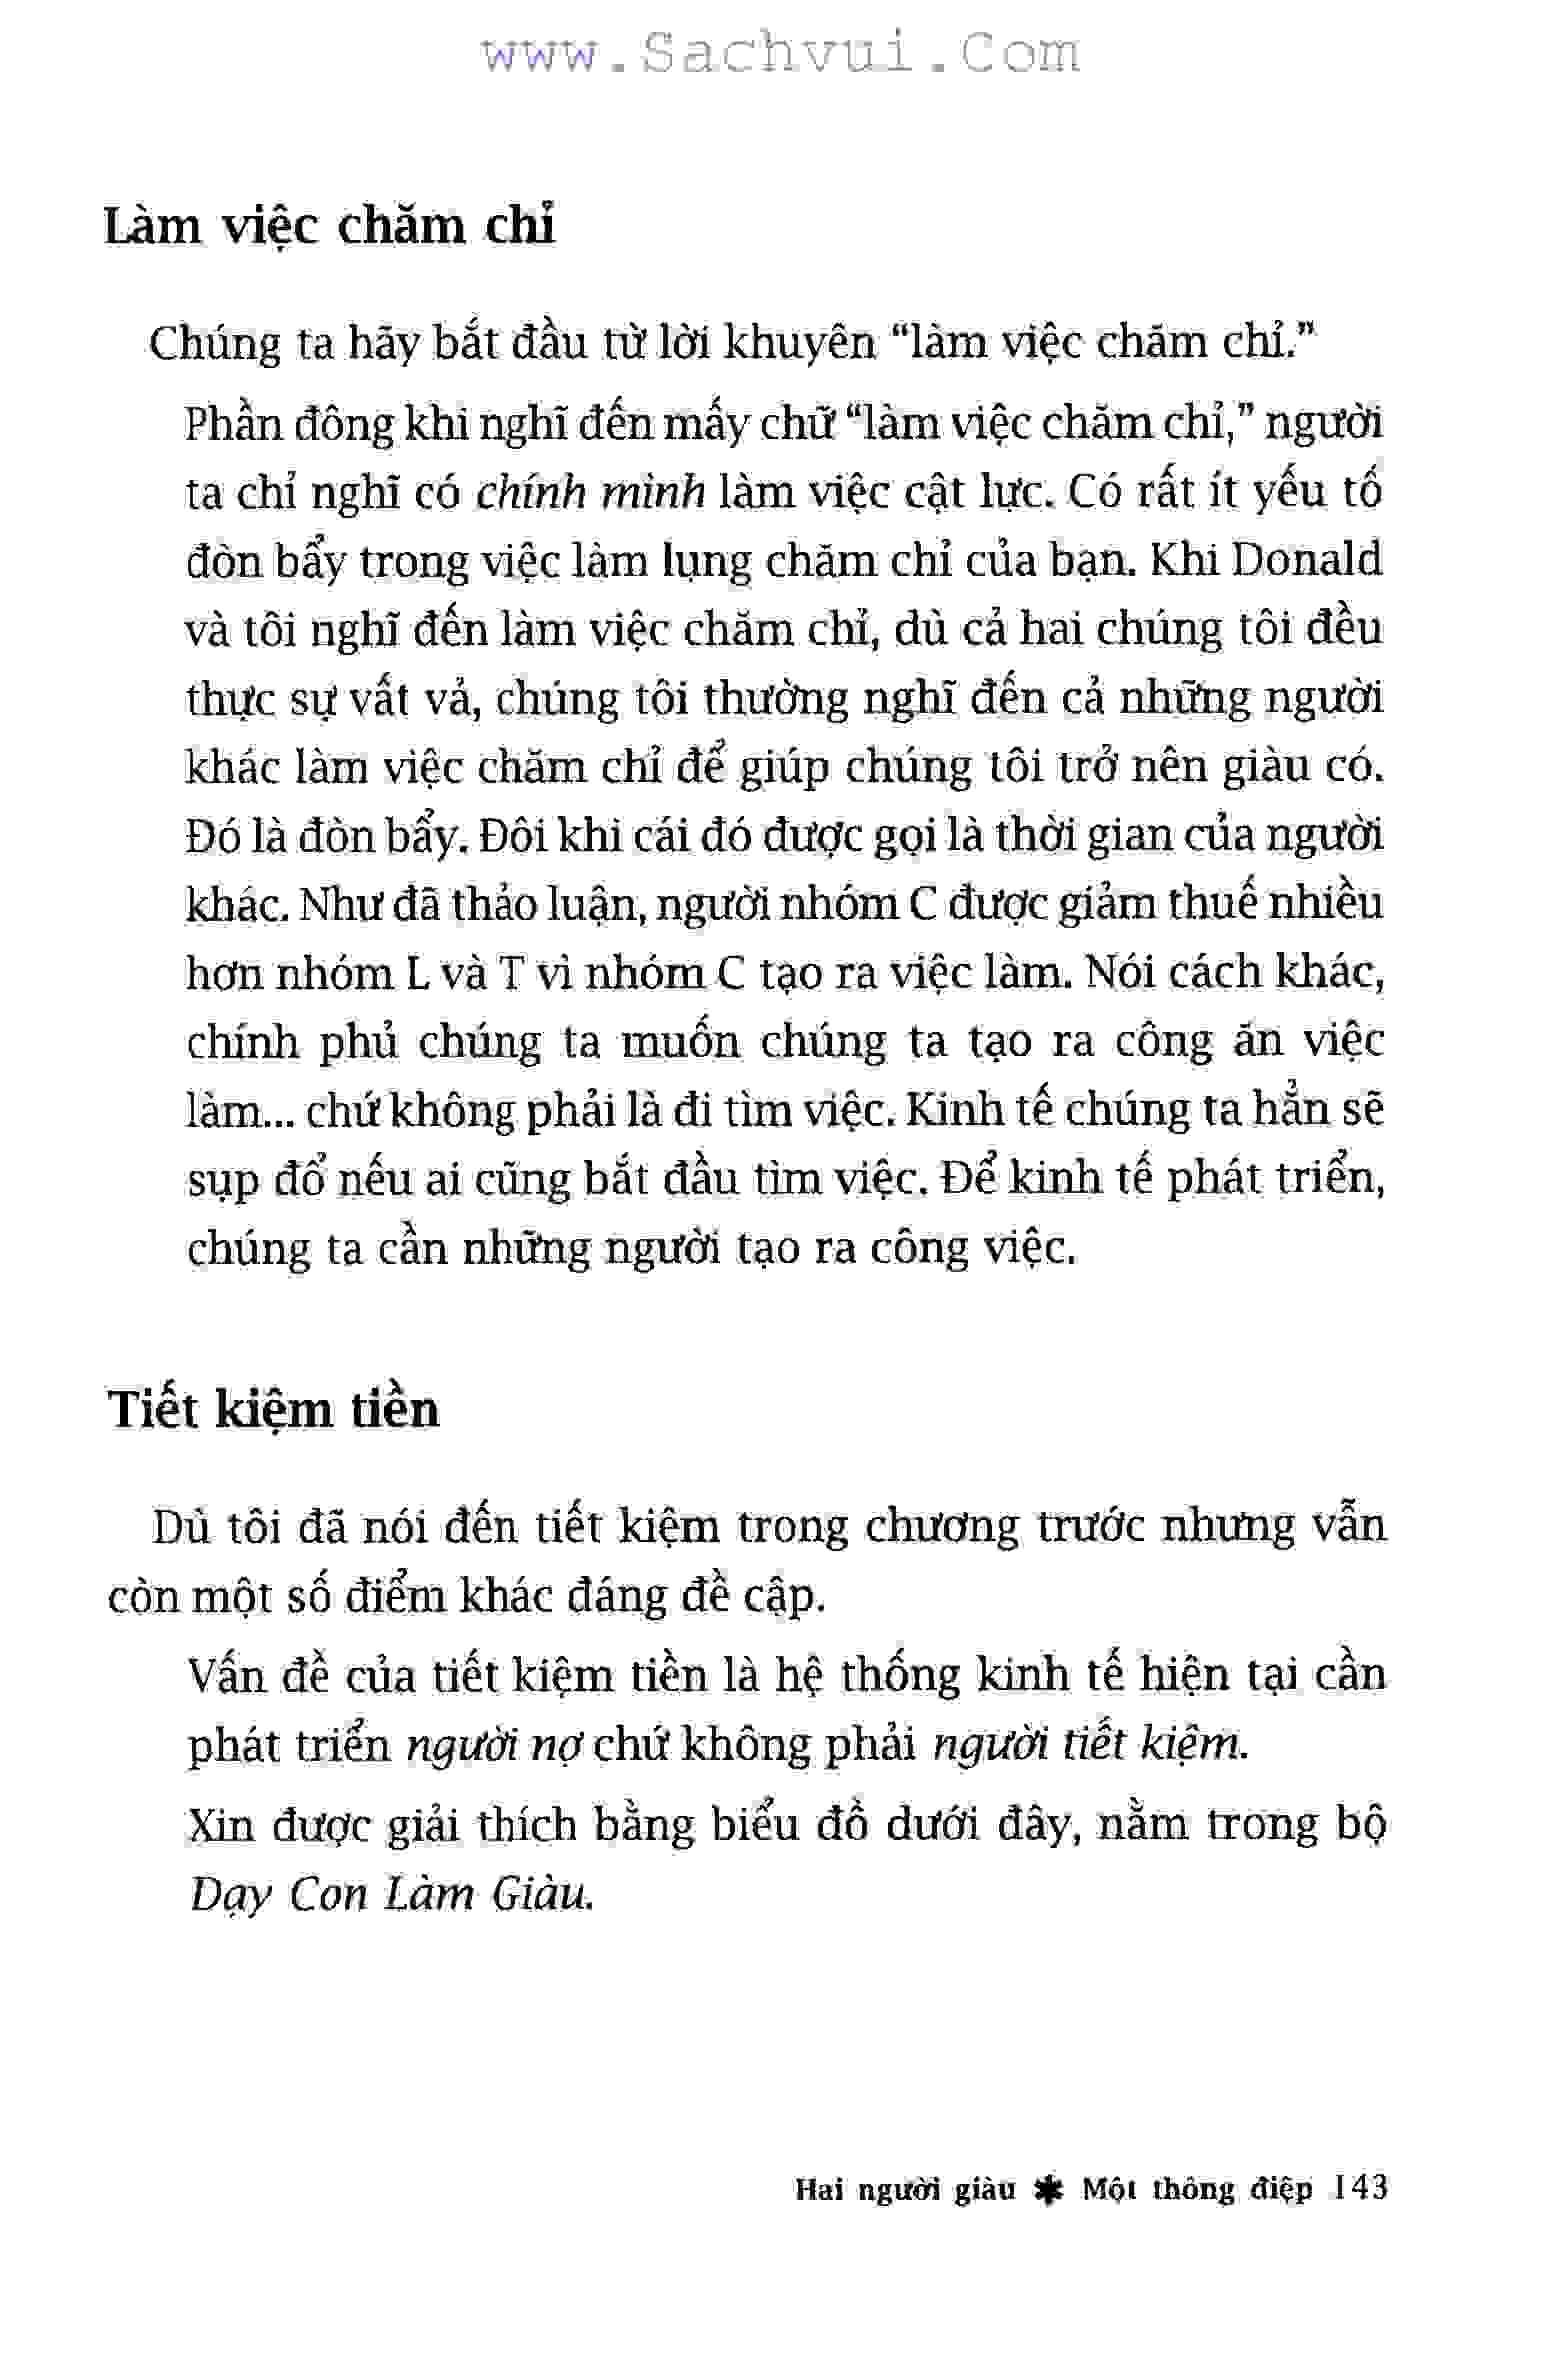 www.Sachvui.Com
Làm việc chăm chỉ
Chúng ta hãy bắt đầu từ lời khuyên “làm việc chăm chỉ.”
Phần đông khi nghĩ đến mấy chữ “làm việc chăm chỉ,” người
ta chỉ nghĩ có chính mình làm việc cật lực. Có rất ít yếu tố
đòn bẩy trong việc làm lụng chăm chỉ của bạn. Khi Donald
và tôi nghĩ đến làm việc chăm chỉ, dù cả hai chúng tôi đều
thực sự vất vả, chúng tôi thường nghĩ đến cả những người
khác làm việc chăm chỉ để giúp chúng tôi trở nên giàu có.
Đó là đòn bẩy. Đôi khi cái đó được gọi là thời gian của người
khác. Như đã thảo luận, người nhóm C được giảm thuế nhiều
hơn nhóm L và T vì nhóm C tạo ra việc làm. Nói cách khác,
chính phủ chúng ta muốn chúng ta tạo ra công ăn việc
làm... chứ không phải là đi tìm việc. Kinh tế chúng ta hẳn sẽ
sụp đổ nếu ai cũng bắt đầu tìm việc. Để kinh tế phát triển,
chúng ta cần những người tạo ra công việc.
Tiết kiệm tiền
Dù tôi đã nói đến tiết kiệm trong chương trước nhưng vẫn
còn một số điểm khác đáng đề cập.
Vấn đề của tiết kiệm tiền là hệ thống kinh tế hiện tại cần
phát triển người nợ chứ không phải người tiết kiệm.
Xin được giải thích bằng biểu đồ dưới đây, nằm trong bộ
Dạy Con Làm Giàu.
Hai người giàu ✱ Một thông điệp 143